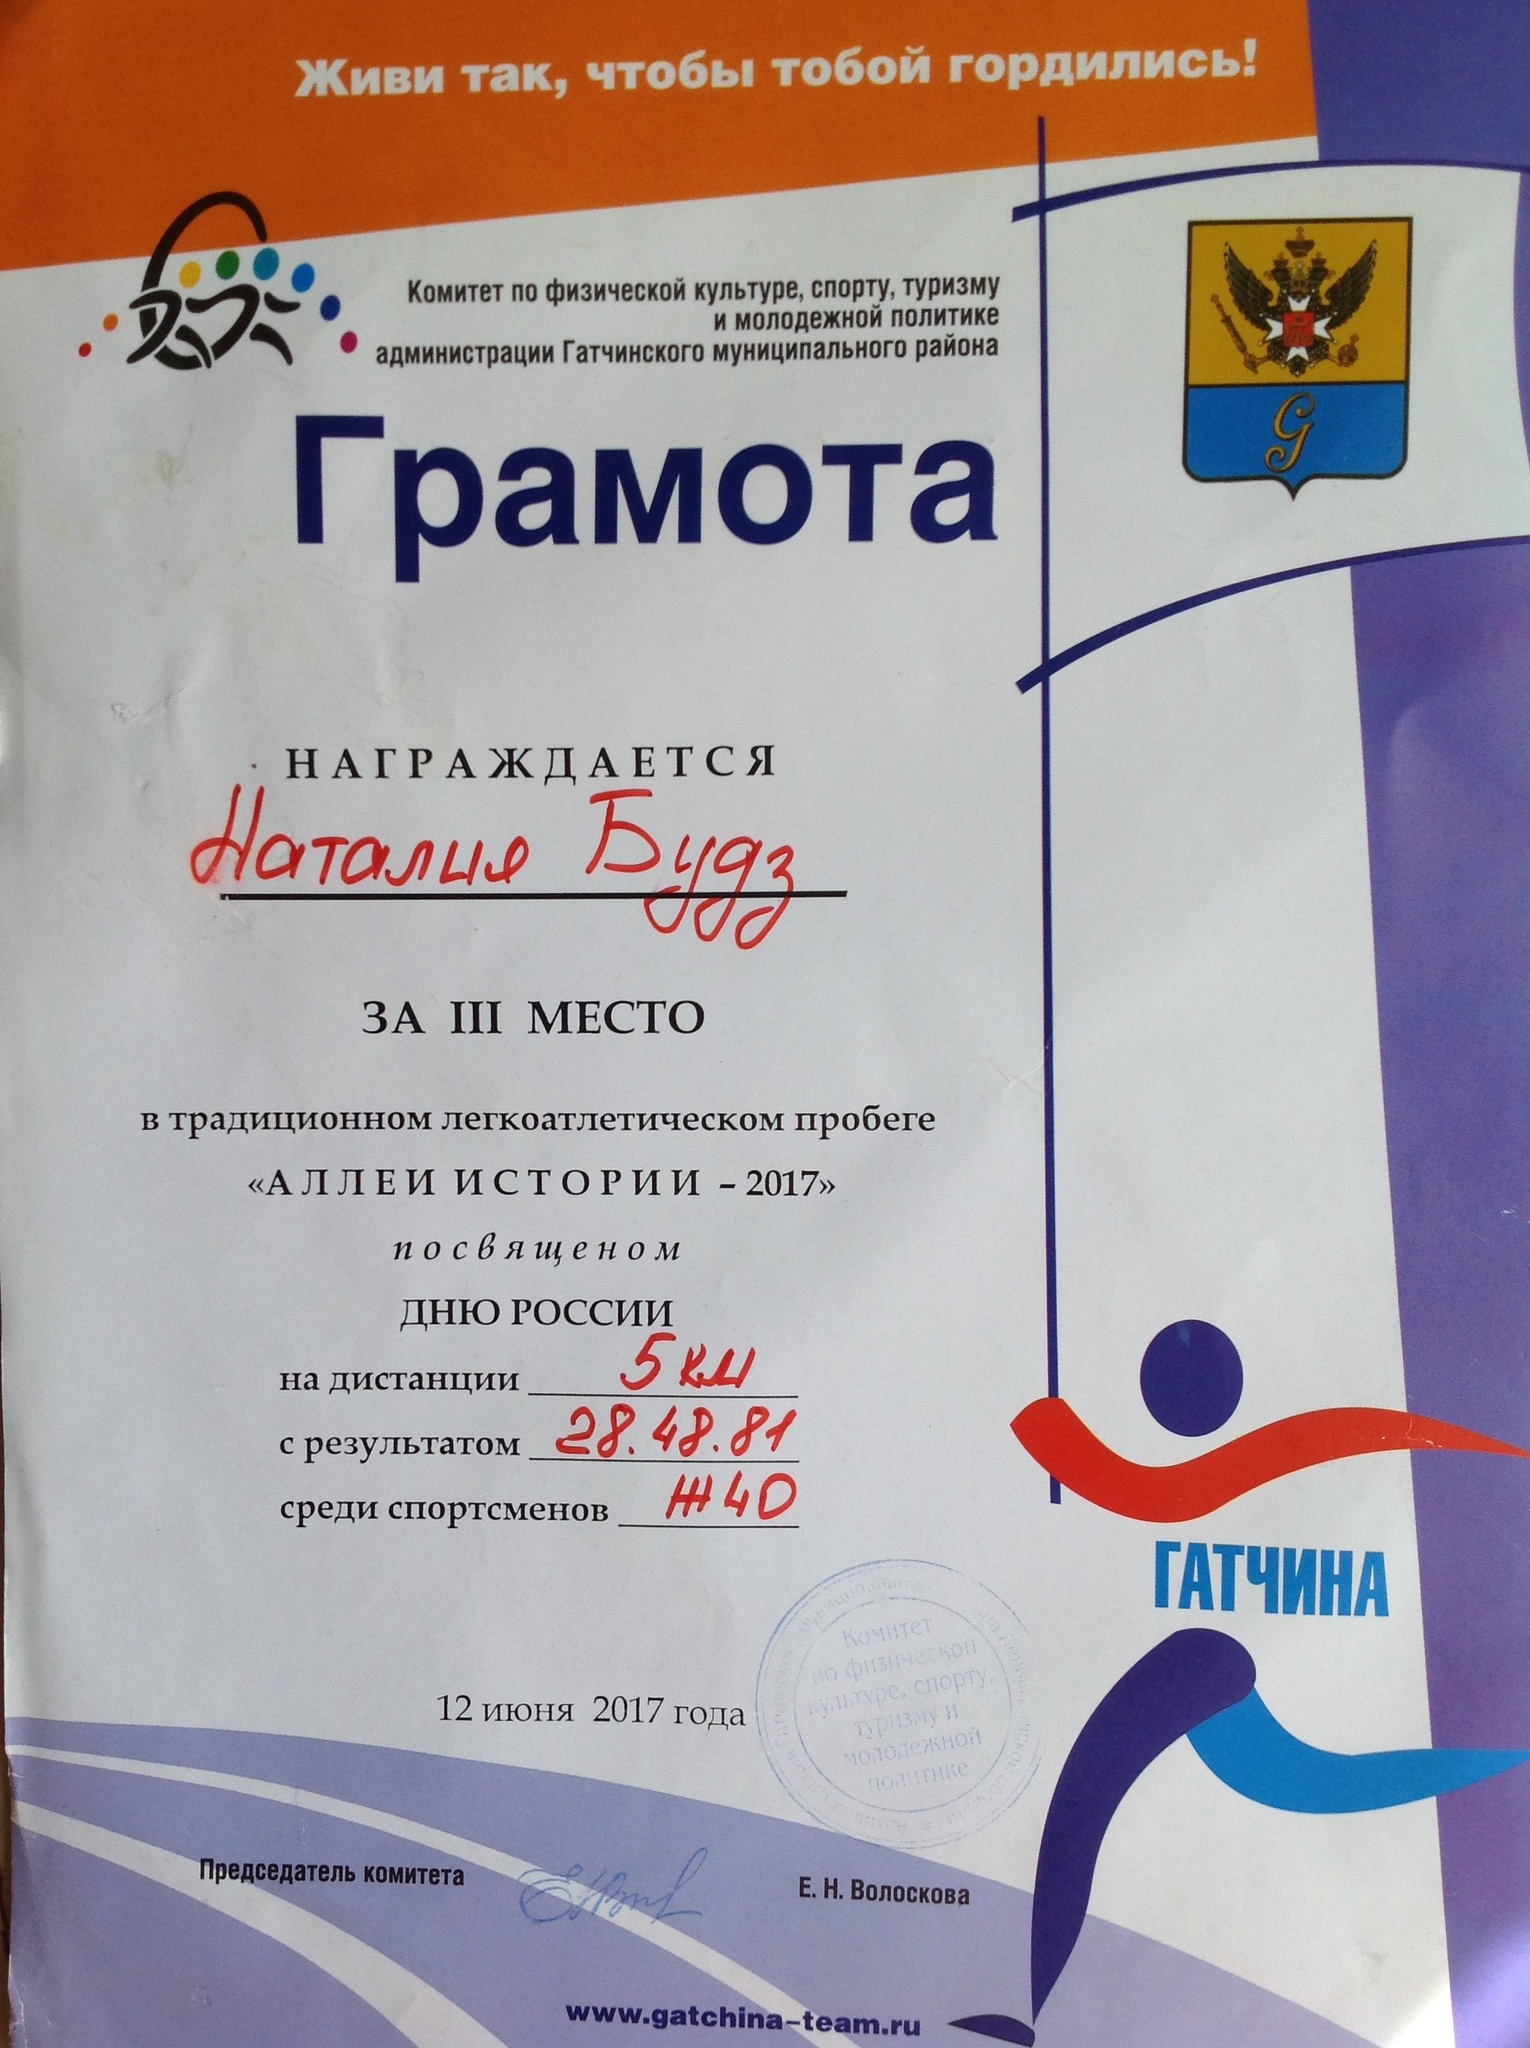 Живи так, чтобы тобой гордились!
Комитет по физической культуре, спорту, туризму
и молодежной политике
администрации Гатчинского муниципального района
G
Грамота
НАГРАЖДАЕТСЯ
Наталия Будз
ЗА III МЕСТО
в традиционном легкоатлетическом пробеге
«АЛЛЕИ ИСТОРИИ – 2017»
посвященом
ДНЮ РОССИИ
на дистанции 5 км
с результатом 28.48.81
среди спортсменов Ж40
ГАТЧИНА
Комитет
по физической
культуре, спорту,
туризму и
молодежной
политике
12 июня 2017 года
Председатель комитета
Е. Н. Волоскова
www.gatchina-team.ru